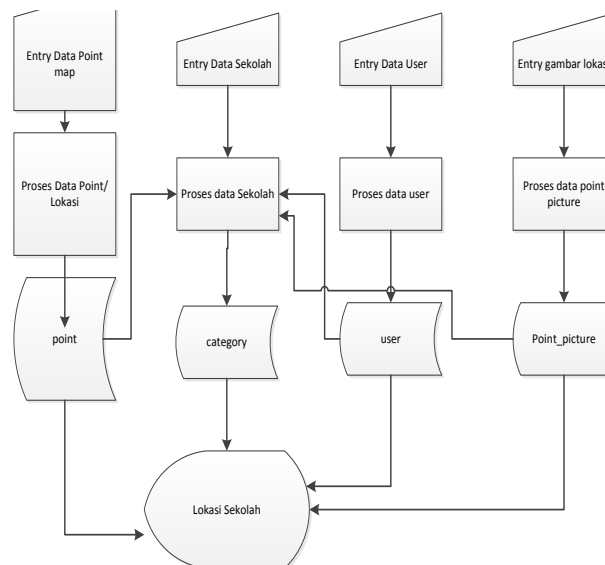 Entry Data Point
map
Entry Data Sekolah
Entry Data User
Entry gambar lokasi
Proses Data Point/
Lokasi
Proses data Sekolah
Proses data user
Proses data point
picture
point
category
user
Point_picture
Lokasi Sekolah